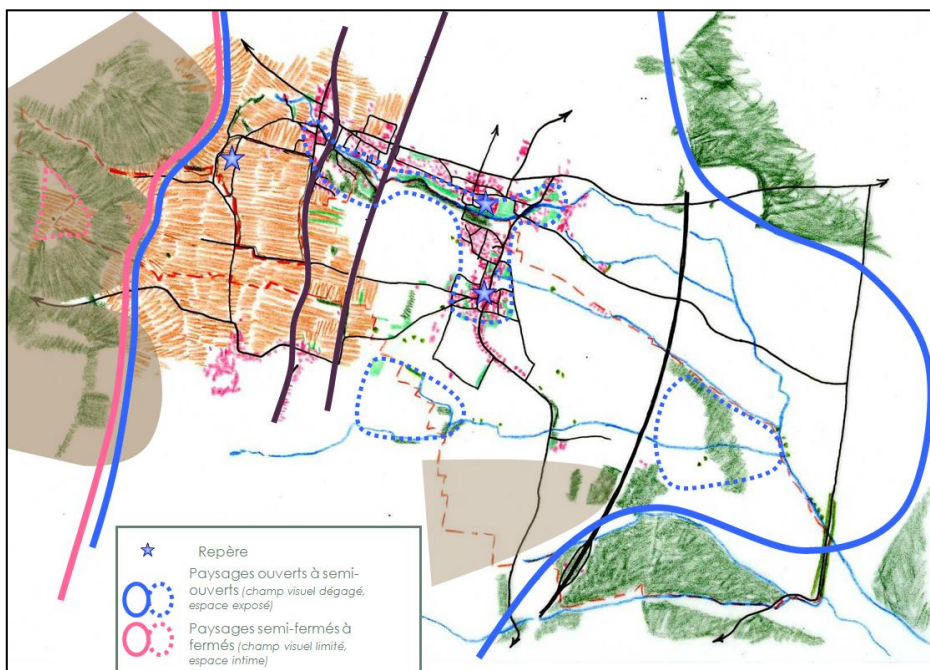 Repère
Paysages ouverts à semi-
ouverts (champ visuel dégagé,
espace exposé)
Paysages semi-fermés à
fermés (champ visuel limité,
espace intime)